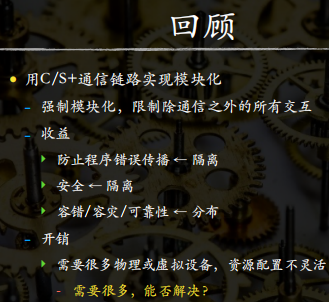 回顾
用C/S+通信链路实现模块化
– 强制模块化，限制除通信之外的所有交互
– 收益
防止程序错误传播 ← 隔离
安全 ← 隔离
容错/容灾/可靠性 ← 分布
– 开销
需要很多物理或虚拟设备，资源配置不灵活
- 需要很多，能否解决?